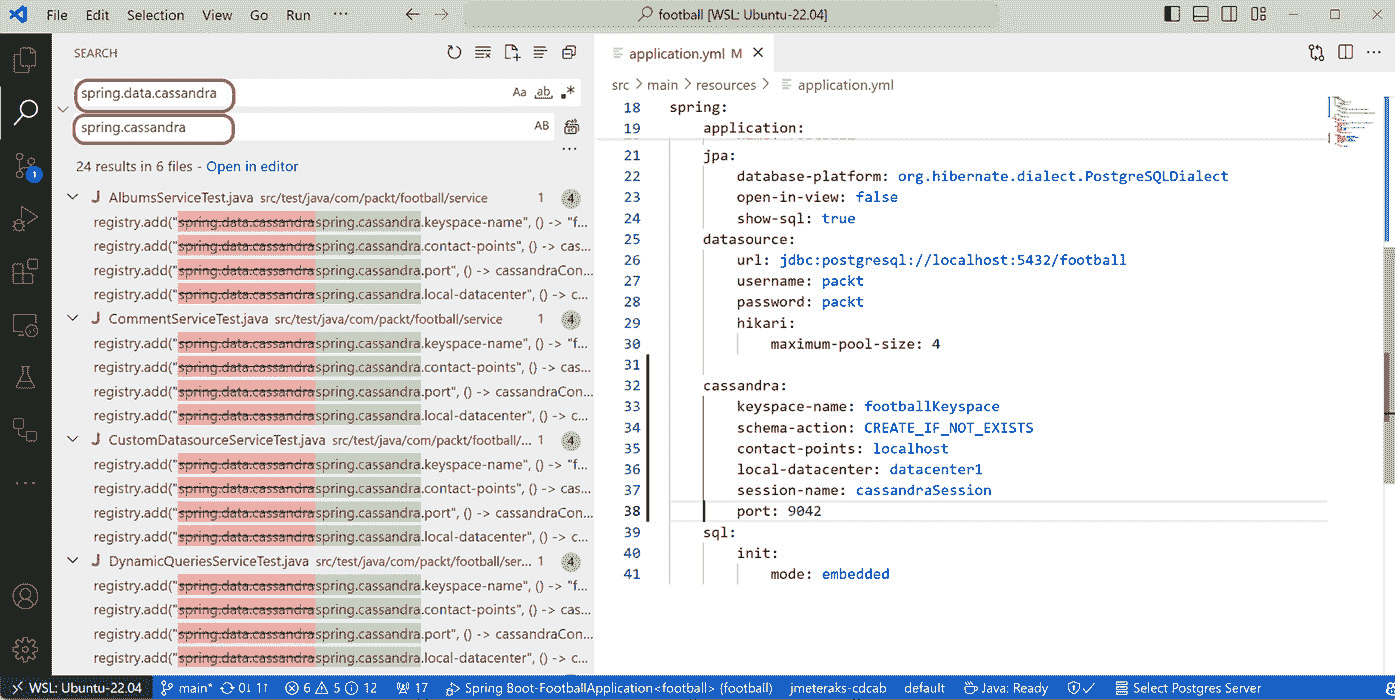 File Edit Selection View Go Run ··· football [WSL: Ubuntu-22.04]
SEARCH
spring.data.cassandra Aa ab .*
spring.cassandra AB
24 results in 6 files - Open in editor
J AlbumsServiceTest.java src/test/java/com/packt/football/service 1 4
registry.add("spring.data.cassandraspring.cassandra.keyspace-name", () -> "f...
registry.add("spring.data.cassandraspring.cassandra.contact-points", () -> cas...
registry.add("spring.data.cassandraspring.cassandra.port", () -> cassandraCon...
registry.add("spring.data.cassandraspring.cassandra.local-datacenter", () -> c...
J CommentServiceTest.java src/test/java/com/packt/football/service 1 4
registry.add("spring.data.cassandraspring.cassandra.keyspace-name", () -> "f...
registry.add("spring.data.cassandraspring.cassandra.contact-points", () -> cas...
registry.add("spring.data.cassandraspring.cassandra.port", () -> cassandraCon...
registry.add("spring.data.cassandraspring.cassandra.local-datacenter", () -> c...
J CustomDatasourceServiceTest.java src/test/java/com/packt/football/... 1 4
registry.add("spring.data.cassandraspring.cassandra.keyspace-name", () -> "f...
registry.add("spring.data.cassandraspring.cassandra.contact-points", () -> cas...
registry.add("spring.data.cassandraspring.cassandra.port", () -> cassandraCon...
registry.add("spring.data.cassandraspring.cassandra.local-datacenter", () -> c...
J DynamicQueriesServiceTest.java src/test/java/com/packt/football/ser... 1 4
registry.add("spring.data.cassandraspring.cassandra.keyspace-name", () -> "f...
registry.add("spring.data.cassandraspring.cassandra.contact-points", () -> cas...
registry.add("spring.data.cassandraspring.cassandra.port", () -> cassandraCon...
registry.add("spring.data.cassandraspring.cassandra.local-datacenter", () -> c...
application.yml M
src > main > resources > application.yml
18 spring:
19 application:
21 jpa:
22 database-platform: org.hibernate.dialect.PostgreSQLDialect
23 open-in-view: false
24 show-sql: true
25 datasource:
26 url: jdbc:postgresql://localhost:5432/football
27 username: packt
28 password: packt
29 hikari:
30 maximum-pool-size: 4
31
32 cassandra:
33 keyspace-name: footballKeyspace
34 schema-action: CREATE_IF_NOT_EXISTS
35 contact-points: localhost
36 local-datacenter: datacenter1
37 session-name: cassandraSession
38 port: 9042
39 sql:
40 init:
41 mode: embedded
1
WSL: Ubuntu-22.04 main* 0↓ 1↑ 6 5 12 17 Spring Boot-FootballApplication<football> (football) jmeteraks-cdcab default Java: Ready Select Postgres Server